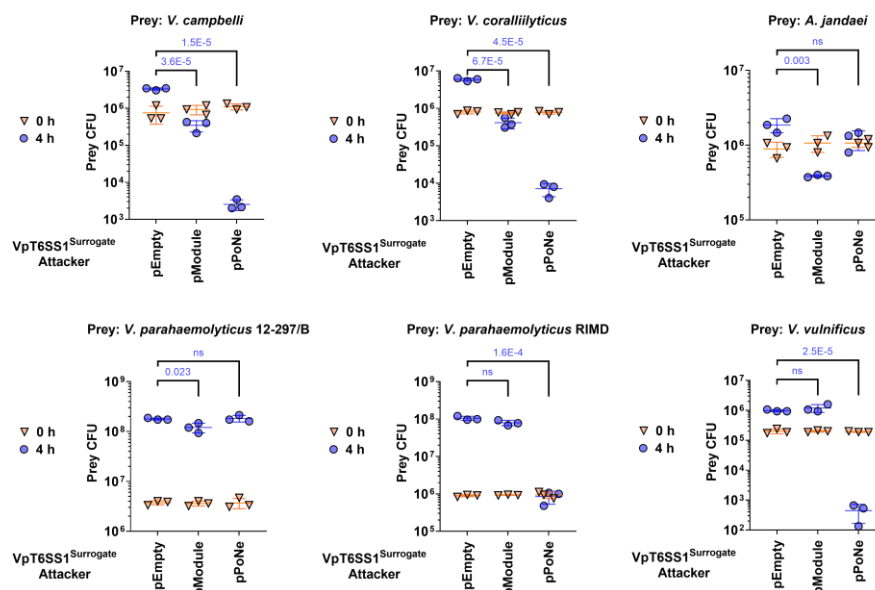 Prey: V. campbelli
1.5E-5
3.6E-5
10^7
10^6
10^5
10^4
10^3
Prey CFU
0 h
4 h
VpT6SS1^Surrogate
Attacker
pEmpty
pModule
pPoNe
Prey: V. coralliilyticus
4.5E-5
6.7E-5
10^7
10^6
10^5
10^4
10^3
Prey CFU
0 h
4 h
VpT6SS1^Surrogate
Attacker
pEmpty
pModule
pPoNe
Prey: A. jandaei
ns
0.003
10^7
10^6
10^5
Prey CFU
0 h
4 h
VpT6SS1^Surrogate
Attacker
pEmpty
pModule
pPoNe
Prey: V. parahaemolyticus 12-297/B
ns
0.023
10^9
10^8
10^7
10^6
Prey CFU
0 h
4 h
VpT6SS1^Surrogate
Attacker
pEmpty
pModule
pPoNe
Prey: V. parahaemolyticus RIMD
1.6E-4
ns
10^9
10^8
10^7
10^6
10^5
Prey CFU
0 h
4 h
VpT6SS1^Surrogate
Attacker
pEmpty
pModule
pPoNe
Prey: V. vulnificus
2.5E-5
ns
10^7
10^6
10^5
10^4
10^3
10^2
Prey CFU
0 h
4 h
VpT6SS1^Surrogate
Attacker
pEmpty
pModule
pPoNe